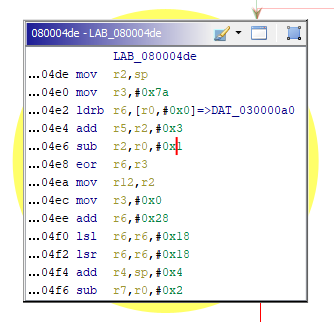 080004de - LAB_080004de
LAB_080004de
...04de mov r2,sp
...04e0 mov r3,#0x7a
...04e2 ldrb r6,[r0,#0x0]=>DAT_030000a0
...04e4 add r5,r2,#0x3
...04e6 sub r2,r0,#0x1
...04e8 eor r6,r3
...04ea mov r12,r2
...04ec mov r3,#0x0
...04ee add r6,#0x28
...04f0 lsl r6,r6,#0x18
...04f2 lsr r6,r6,#0x18
...04f4 add r4,sp,#0x4
...04f6 sub r7,r0,#0x2